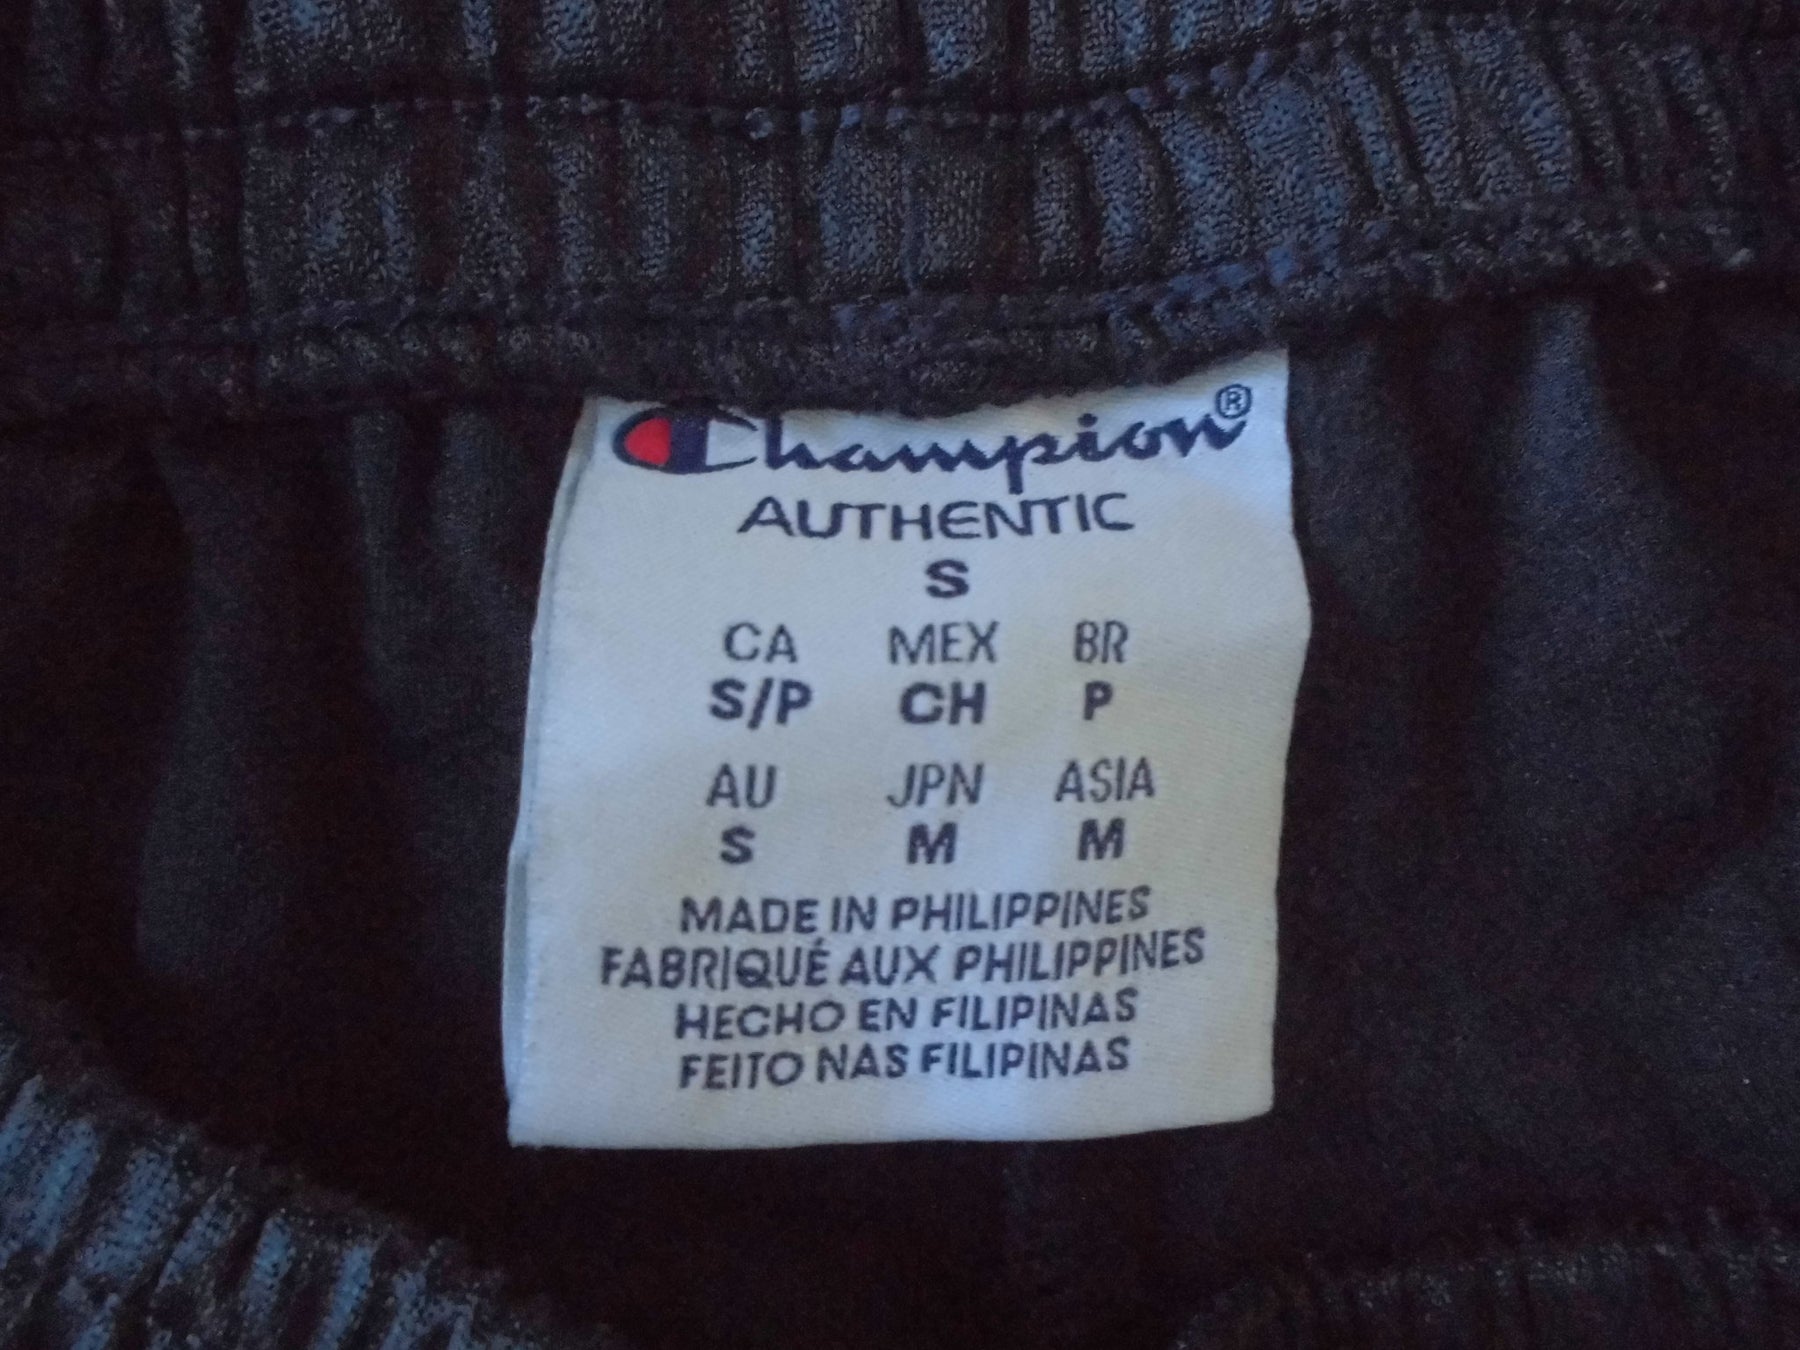 Champion®
AUTHENTIC
S
CA MEX BR
S/P CH P
AU JPN ASIA
S M M
MADE IN PHILIPPINES
FABRIQUÉ AUX PHILIPPINES
HECHO EN FILIPINAS
FEITO NAS FILIPINAS